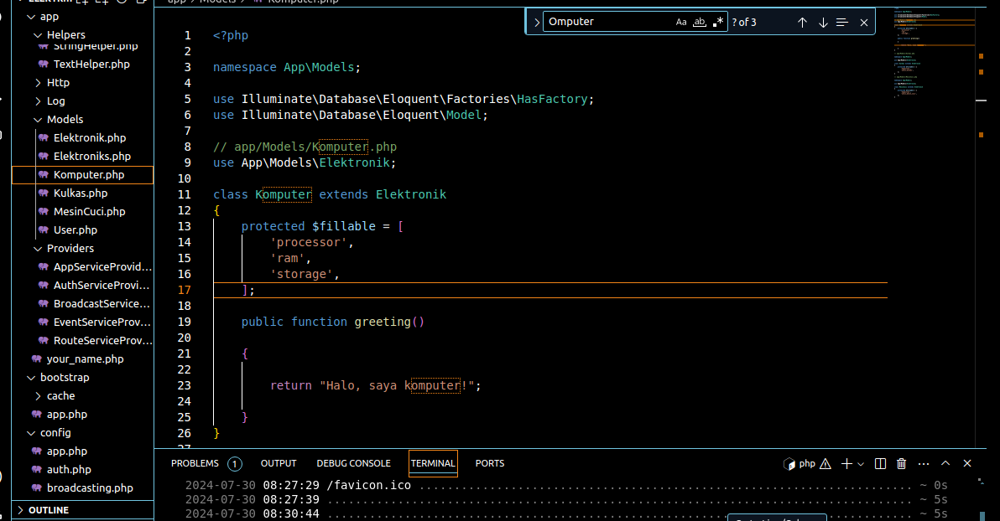 app > Models > Komputer.php
app
Helpers
StringHelper.php
TextHelper.php
Http
Log
Models
Elektronik.php
Elektroniks.php
Komputer.php
Kulkas.php
MesinCuci.php
User.php
Providers
AppServiceProvid...
AuthServiceProvi...
BroadcastService...
EventServiceProv...
RouteServiceProv...
your_name.php
bootstrap
cache
app.php
config
app.php
auth.php
broadcasting.php
OUTLINE
Omputer Aa ab .* ? of 3
1 <?php
2
3 namespace App\Models;
4
5 use Illuminate\Database\Eloquent\Factories\HasFactory;
6 use Illuminate\Database\Eloquent\Model;
7
8 // app/Models/Komputer.php
9 use App\Models\Elektronik;
10
11 class Komputer extends Elektronik
12 {
13 protected $fillable = [
14 'processor',
15 'ram',
16 'storage',
17 ];
18
19 public function greeting()
20
21 {
22
23 return "Halo, saya komputer!";
24
25 }
26 }
27
PROBLEMS 1 OUTPUT DEBUG CONSOLE TERMINAL PORTS php
2024-07-30 08:27:29 /favicon.ico ........................................................................ ~ 0s
2024-07-30 08:27:39 ..................................................................................... ~ 5s
2024-07-30 08:30:44 ..................................................................................... ~ 5s